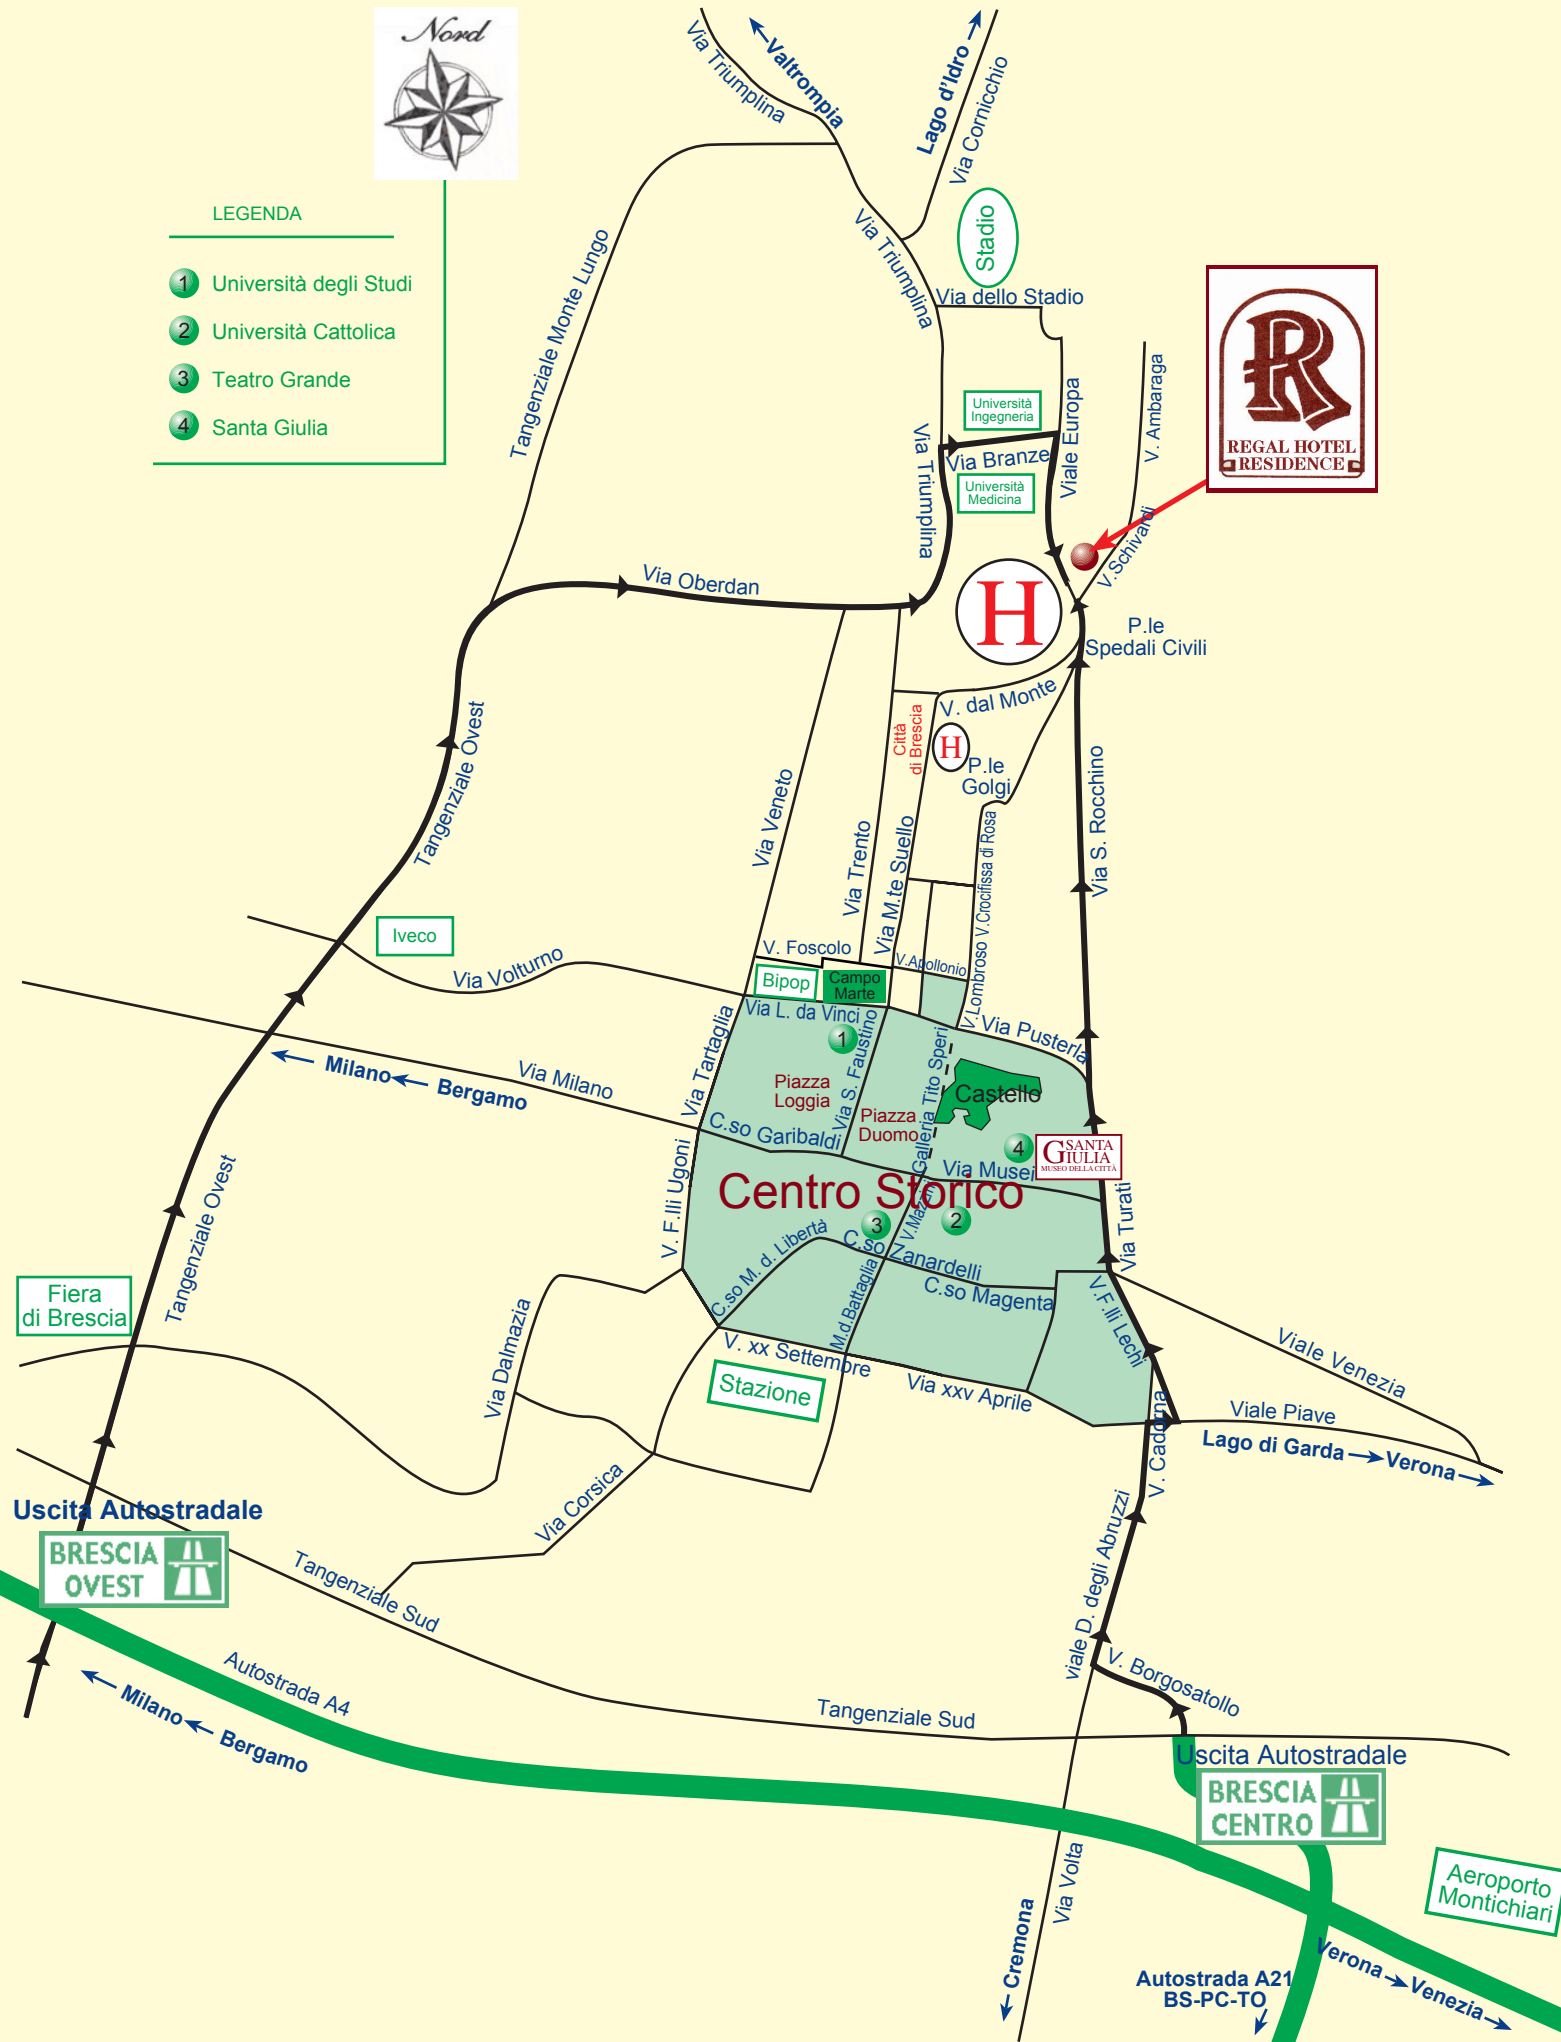 Nord
LEGENDA
1 Università degli Studi
2 Università Cattolica
3 Teatro Grande
4 Santa Giulia
Via Triumplina
Valtrompia
Lago d'Idro
Via Cornicchio
Stadio
Via Triumplina
Via dello Stadio
Tangenziale Monte Lungo
Università
Ingegneria
Via Triumplina
Via Branze
Università
Medicina
Viale Europa
V. Ambaraga
R
REGAL HOTEL
RESIDENCE
V.Schivardi
Via Oberdan
H
P.le
Spedali Civili
V. dal Monte
Città
di Brescia
H
P.le
Golgi
Tangenziale Ovest
Via Veneto
Via Trento
Via M.te Suello
V.Lombroso V.Crocifissa di Rosa
Via S. Rocchino
Iveco
Via Volturno
V. Foscolo
V.Apollonio
Bipop
Campo
Marte
Via L. da Vinci
1
Via Tartaglia
Via S. Faustino
Via Pusterla
Milano
Bergamo
Via Milano
Piazza
Loggia
Piazza
Duomo
Galleria Tito Speri
Castello
C.so Garibaldi
4
SANTA
GIULIA
MUSEO DELLA CITTÀ
Via Musei
Centro Storico
V. F.lli Ugoni
V.Mazzini
3
2
Via Turati
Tangenziale Ovest
C.so M. d. Libertà
C.so Zanardelli
C.so Magenta
M.d.Battaglia
V.F.lli Lechi
Fiera
di Brescia
Via Dalmazia
V. xx Settembre
Stazione
Via xxv Aprile
Viale Venezia
Viale Piave
Lago di Garda
Verona
V. Cadorna
Via Corsica
viale D. degli Abruzzi
Uscita Autostradale
BRESCIA
OVEST
Tangenziale Sud
Autostrada A4
Milano
Bergamo
Tangenziale Sud
V. Borgosatollo
Uscita Autostradale
BRESCIA
CENTRO
Via Volta
Cremona
Aeroporto
Montichiari
Verona
Venezia
Autostrada A21
BS-PC-TO